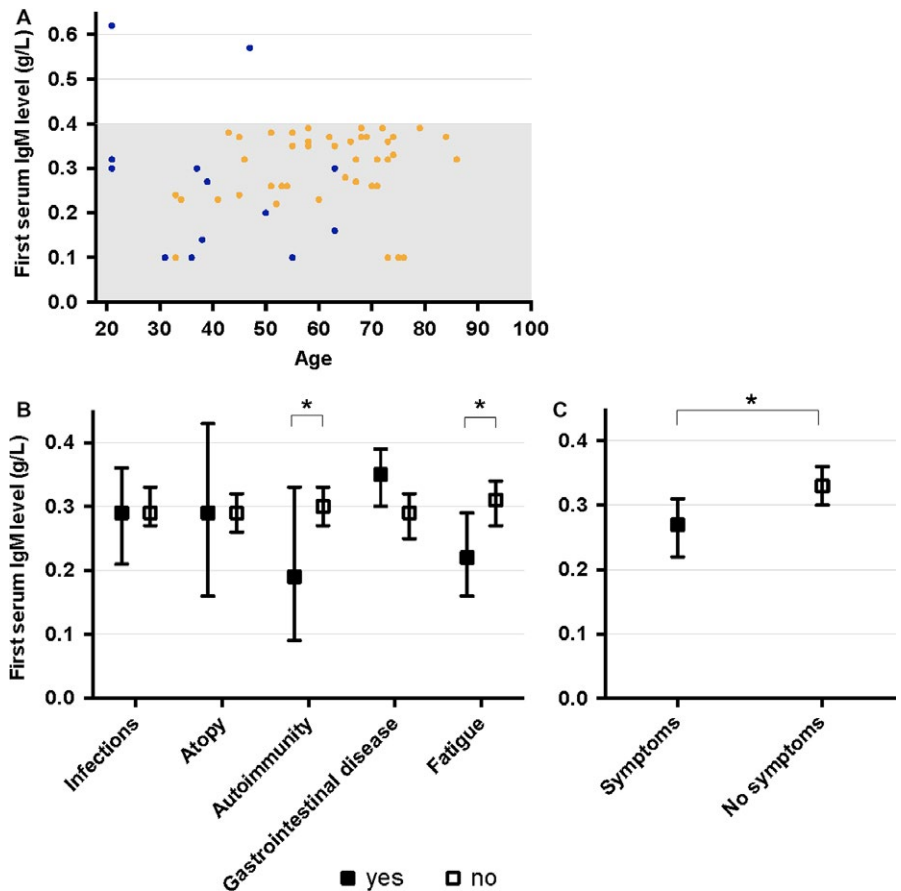 A
First serum IgM level (g/L)
0.6
0.5
0.4
0.3
0.2
0.1
0.0
20 30 40 50 60 70 80 90 100
Age
B
First serum IgM level (g/L)
0.4
0.3
0.2
0.1
0.0
* *
Infections
Atopy
Autoimmunity
Gastrointestinal disease
Fatigue
C
0.4
0.3
0.2
0.1
0.0
*
Symptoms
No symptoms
yes no